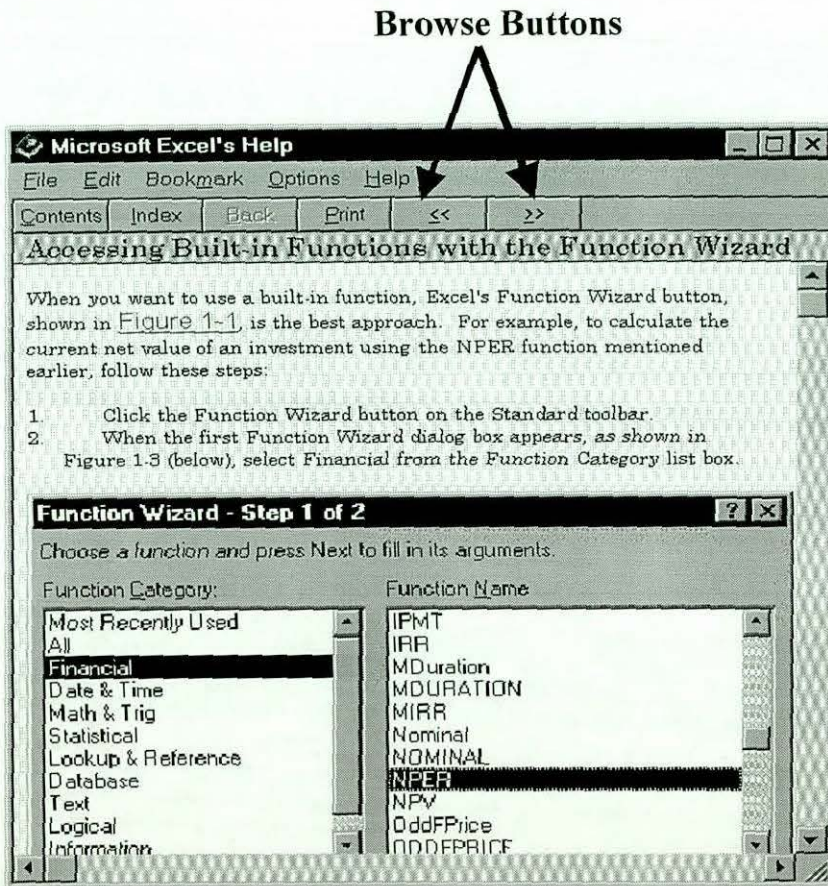 Browse Buttons
Microsoft Excel's Help
File Edit Bookmark Options Help
Contents Index Back Print << >>
Accessing Built-in Functions with the Function Wizard
When you want to use a built-in function, Excel's Function Wizard button,
shown in Figure 1-1, is the best approach. For example, to calculate the
current net value of an investment using the NPER function mentioned
earlier, follow these steps:
1. Click the Function Wizard button on the Standard toolbar.
2. When the first Function Wizard dialog box appears, as shown in
Figure 1-3 (below), select Financial from the Function Category list box.
Function Wizard - Step 1 of 2
Choose a function and press Next to fill in its arguments.
Function Category:
Most Recently Used
All
Financial
Date & Time
Math & Trig
Statistical
Lookup & Reference
Database
Text
Logical
Information
Function Name
IPMT
IRR
MDuration
MDURATION
MIRR
Nominal
NOMINAL
NPER
NPV
OddFPrice
ODDFPRICE